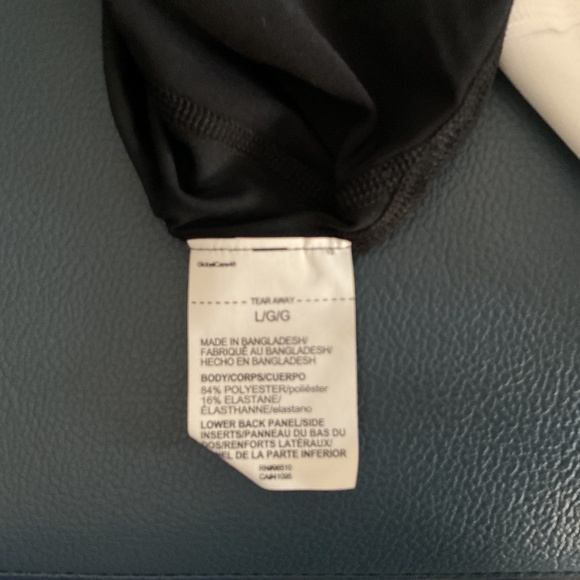 TEAR AWAY
L/G/G
MADE IN BANGLADESH/
FABRIQUÉ AU BANGLADESH/
HECHO EN BANGLADESH
BODY/CORPS/CUERPO
84% POLYESTER/poliéster
16% ELASTANE/
ÉLASTHANNE/elastano
LOWER BACK PANEL/SIDE
INSERTS/PANNEAU DU BAS DU
DOS/RENFORTS LATÉRAUX/
DE LA PARTE INFERIOR